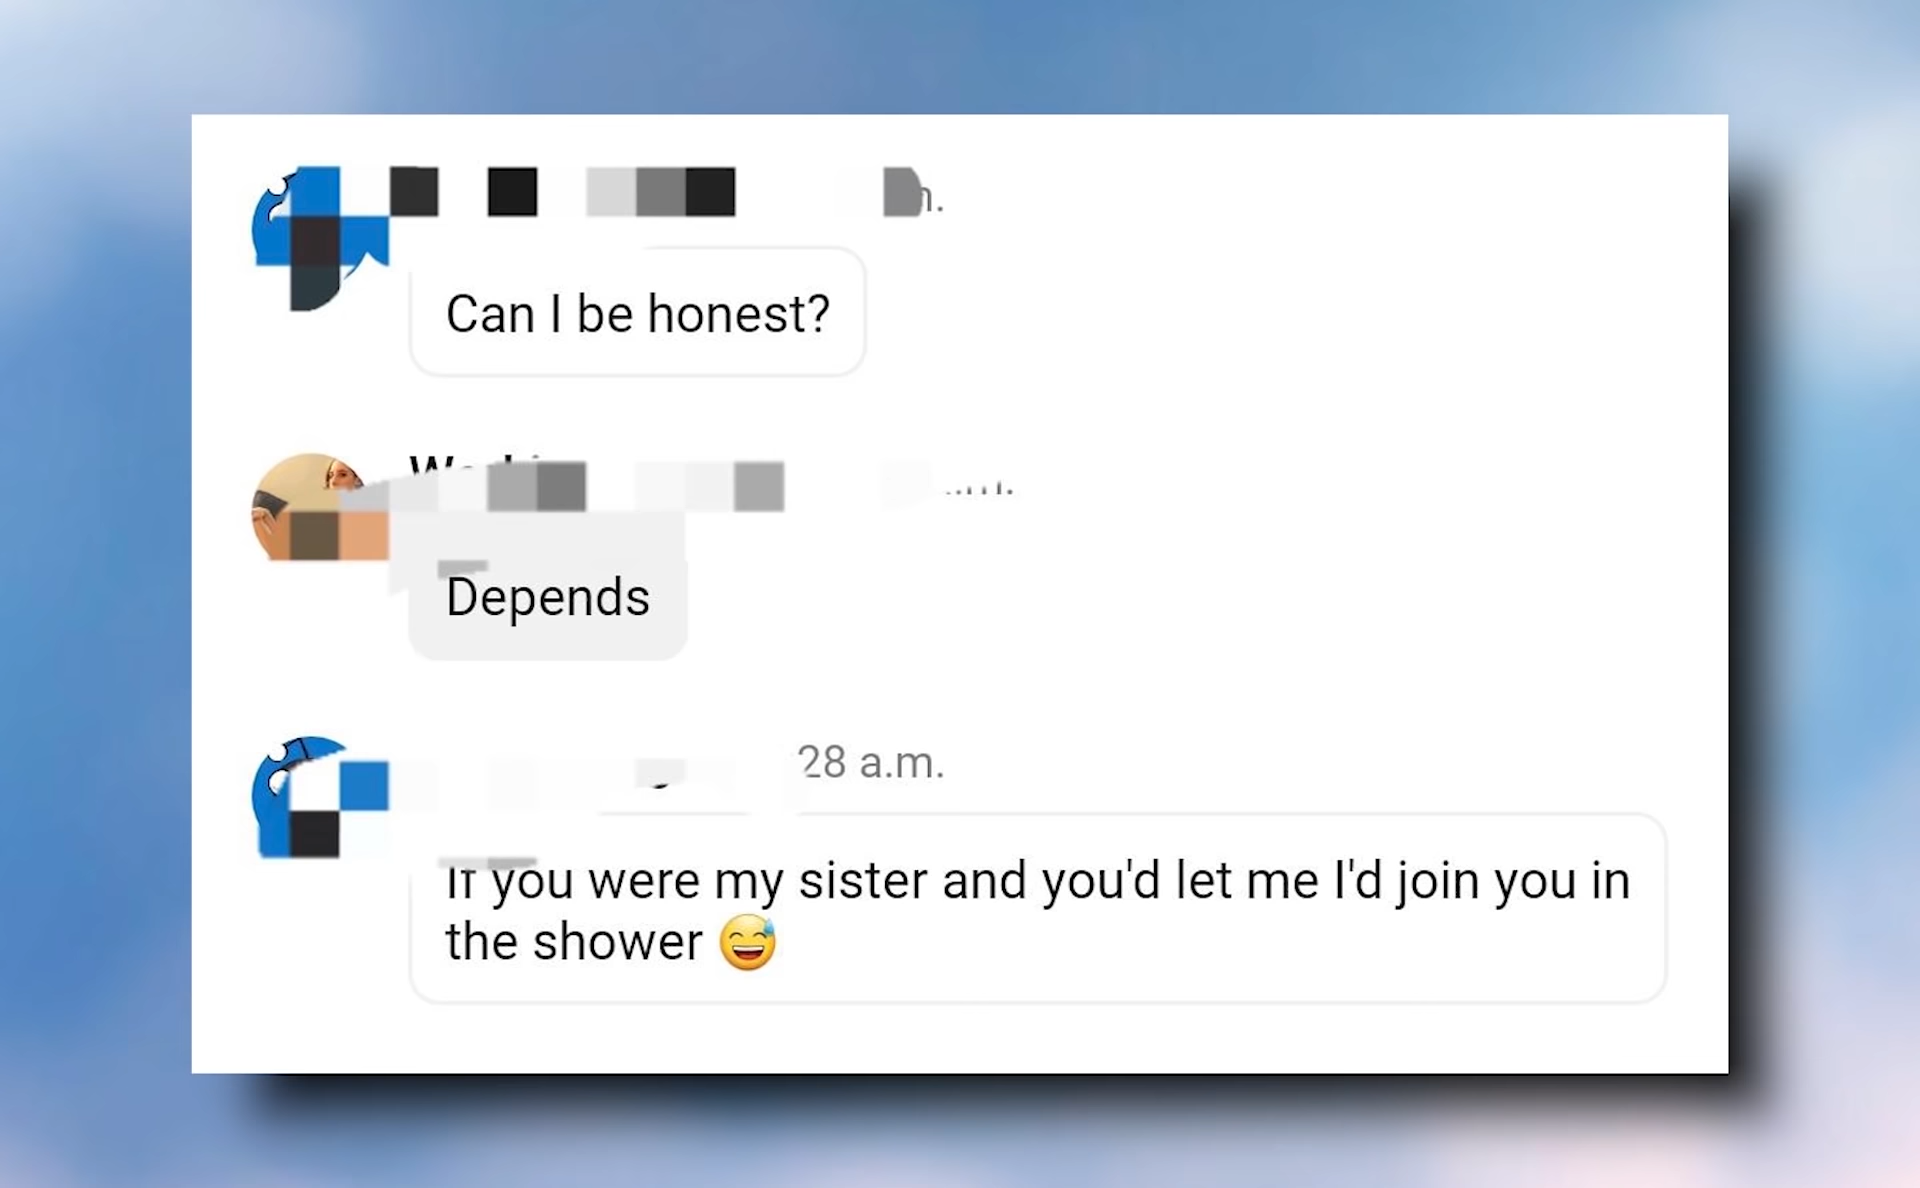 Can I be honest?
Depends
28 a.m.
If you were my sister and you'd let me I'd join you in
the shower 😅